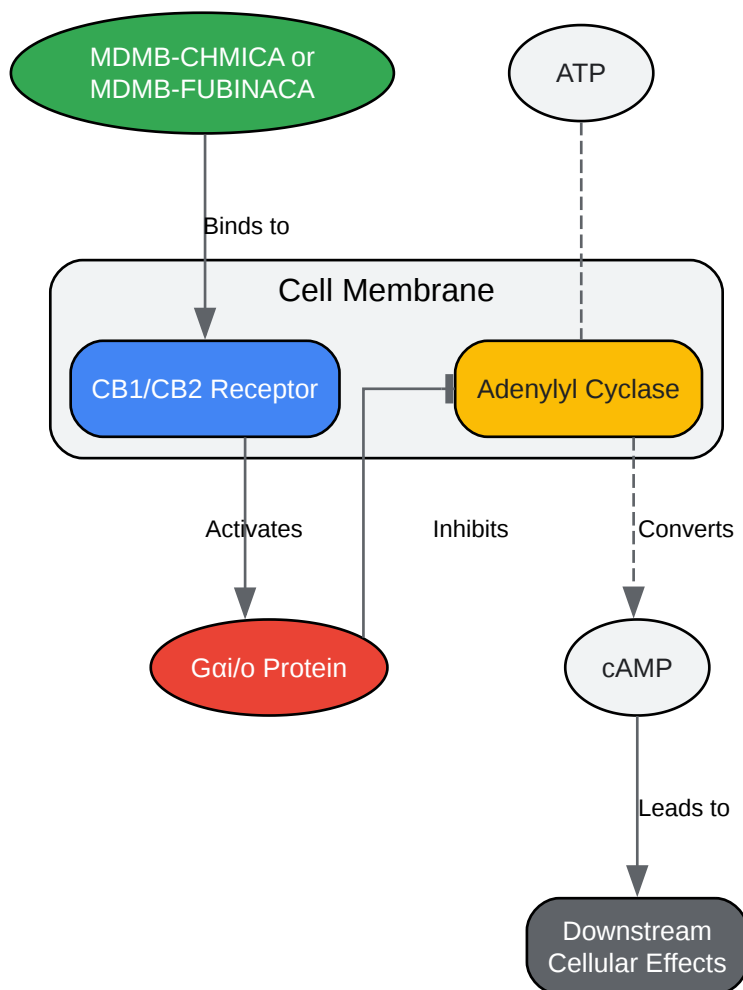 MDMB-CHMICA or
MDMB-FUBINACA
ATP
Binds to
Cell Membrane
CB1/CB2 Receptor
Adenylyl Cyclase
Activates
Inhibits
Converts
Gαi/o Protein
cAMP
Leads to
Downstream
Cellular Effects